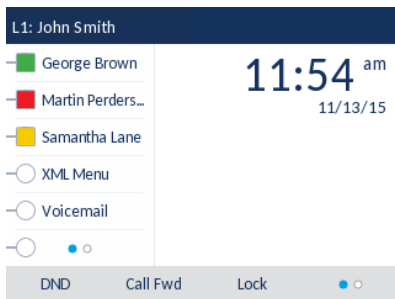 L1: John Smith
George Brown
Martin Perders...
Samantha Lane
XML Menu
Voicemail
11:54 am
11/13/15
DND Call Fwd Lock